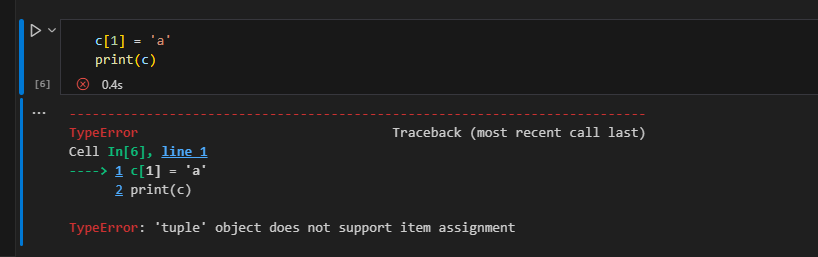 c[1] = 'a'
print(c)
[6]
0.4s
...
---------------------------------------------------------------------------
TypeError                                 Traceback (most recent call last)
Cell In[6], line 1
----> 1 c[1] = 'a'
      2 print(c)

TypeError: 'tuple' object does not support item assignment